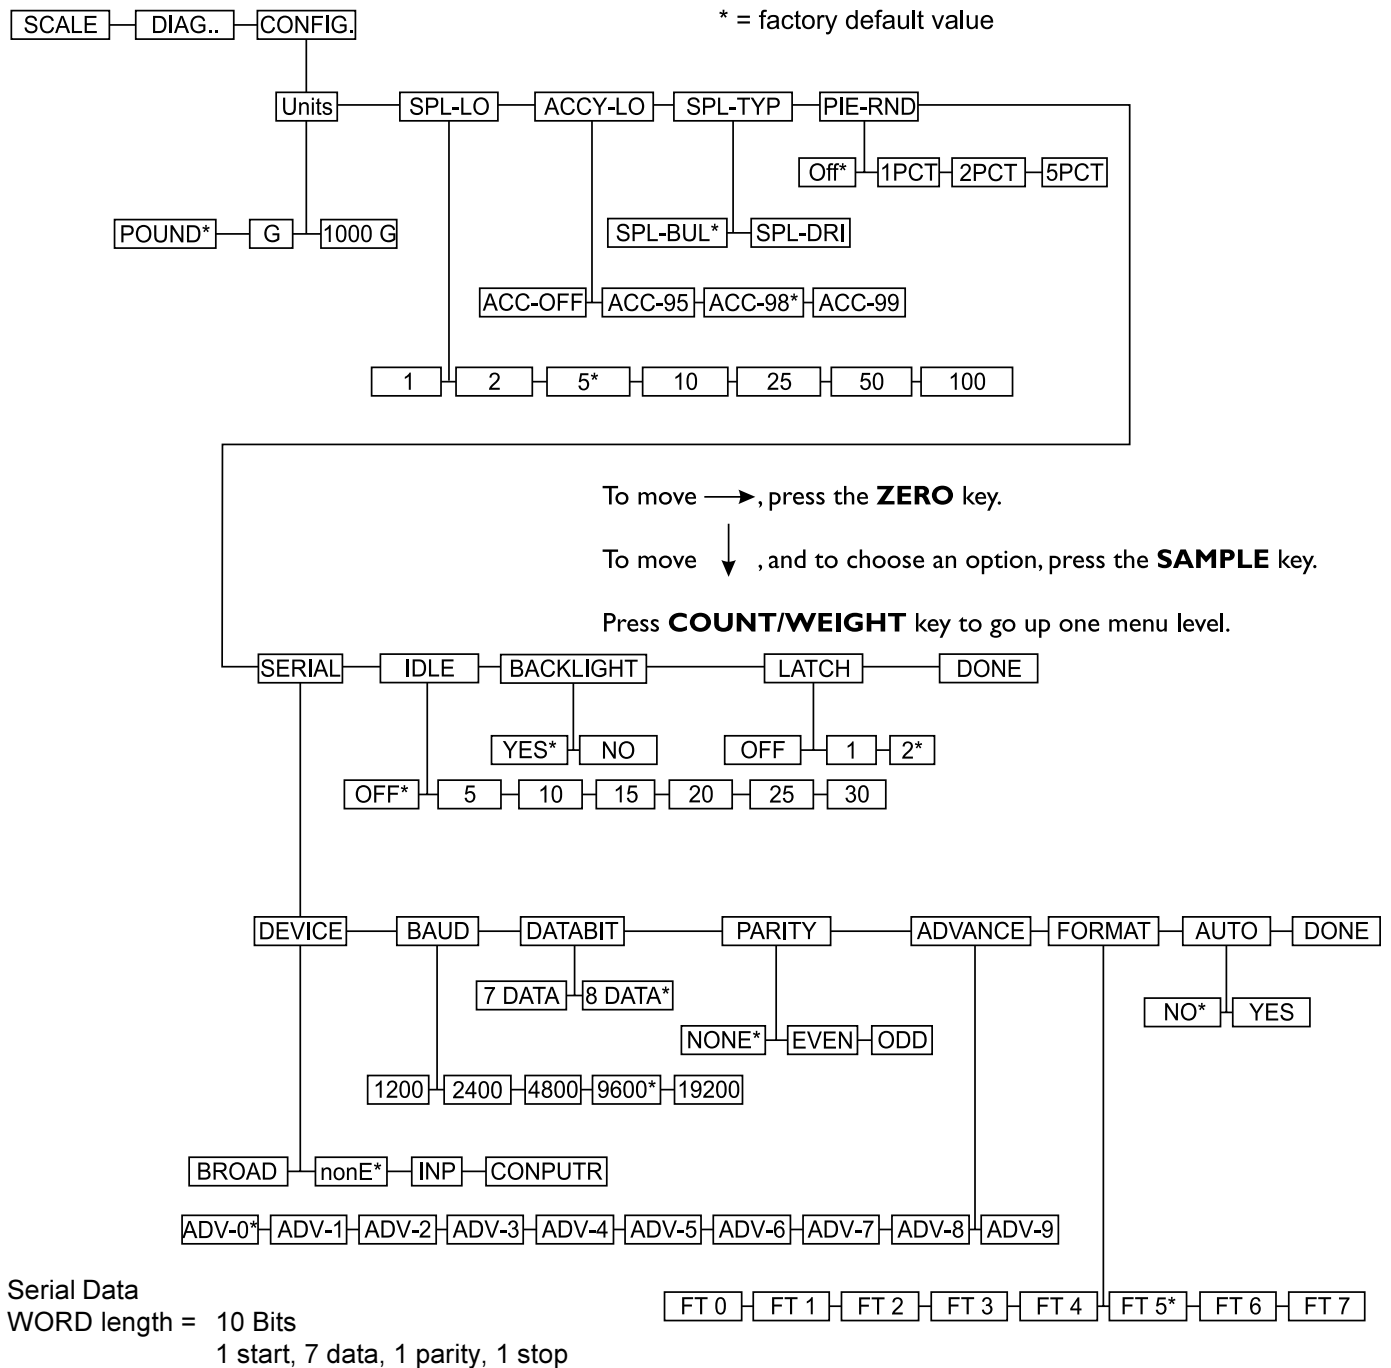 SCALE DIAG.. CONFIG.
* = factory default value
Units SPL-LO ACCY-LO SPL-TYP PIE-RND
Off* 1PCT 2PCT 5PCT
POUND* G 1000 G
SPL-BUL* SPL-DRI
ACC-OFF ACC-95 ACC-98* ACC-99
1 2 5* 10 25 50 100
To move , press the ZERO key.
To move , and to choose an option, press the SAMPLE key.
Press COUNT/WEIGHT key to go up one menu level.
SERIAL IDLE BACKLIGHT LATCH DONE
YES* NO OFF 1 2*
OFF* 5 10 15 20 25 30
DEVICE BAUD DATABIT PARITY ADVANCE FORMAT AUTO DONE
7 DATA 8 DATA*
NO* YES
NONE* EVEN ODD
1200 2400 4800 9600* 19200
BROAD nonE* INP CONPUTR
ADV-0* ADV-1 ADV-2 ADV-3 ADV-4 ADV-5 ADV-6 ADV-7 ADV-8 ADV-9
FT 0 FT 1 FT 2 FT 3 FT 4 FT 5* FT 6 FT 7
Serial Data
WORD length = 10 Bits
1 start, 7 data, 1 parity, 1 stop